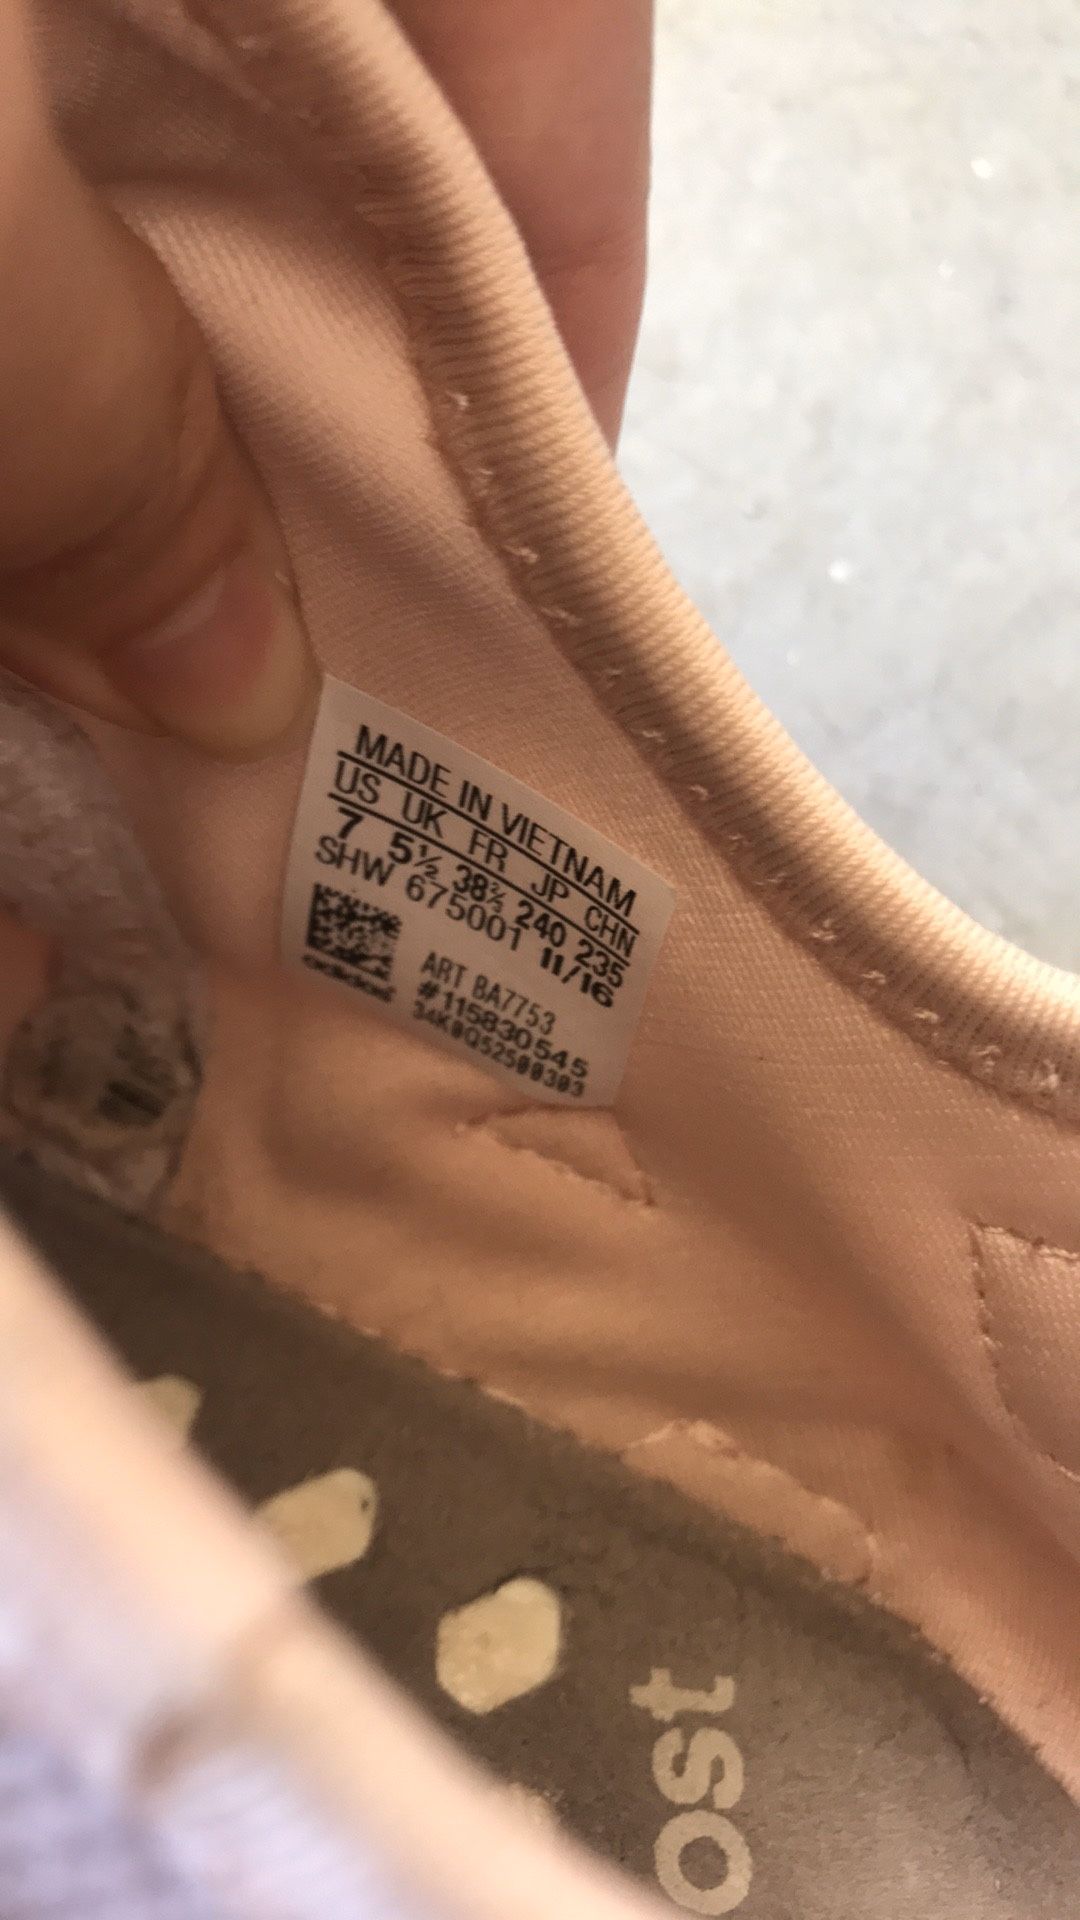 MADE IN VIETNAM
US UK FR JP CHN
7 5½ 38⅔ 240 235
SHW 675001 11/16
ART BA7753
#115830545
34K0Q52500303
adidas
ost